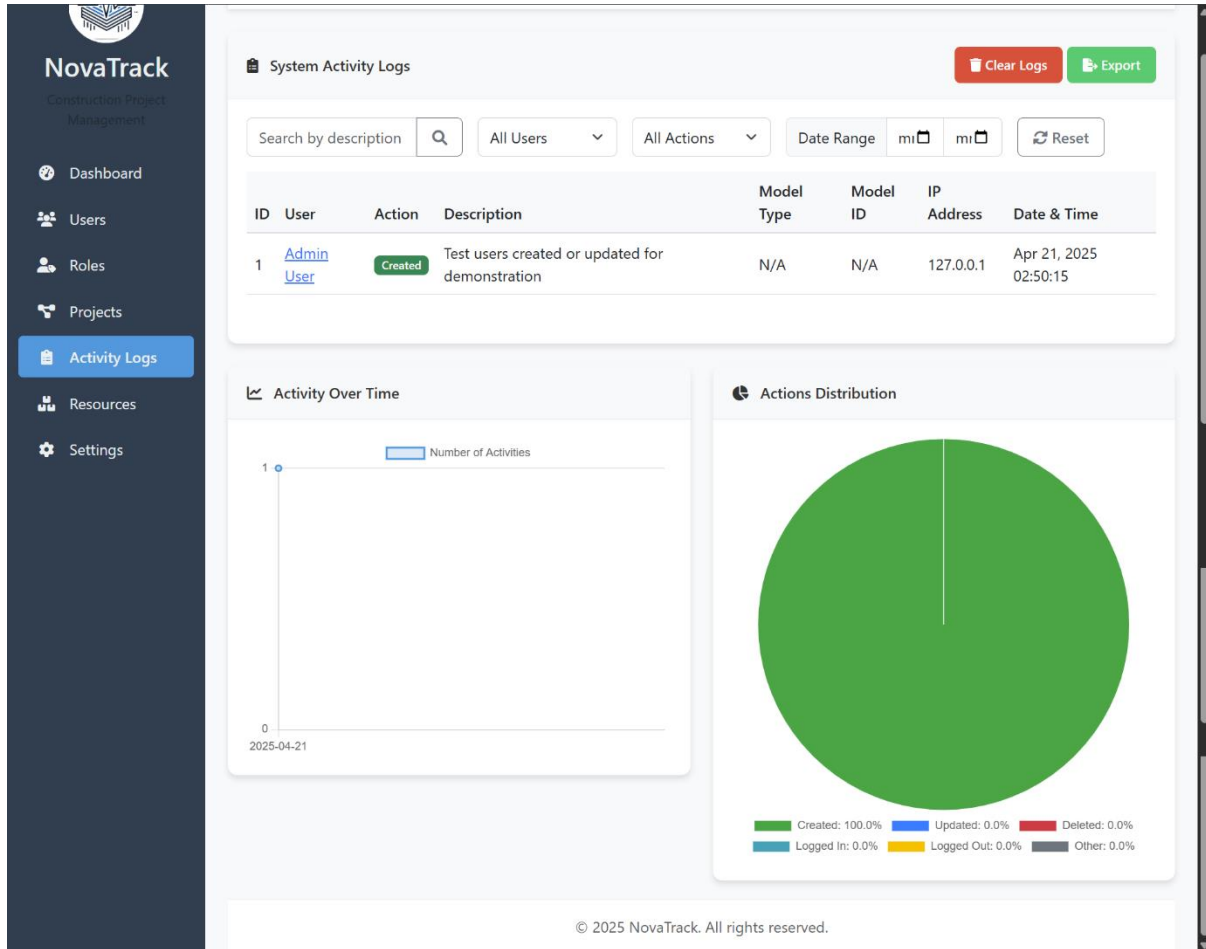 NovaTrack
Construction Project
Management
Dashboard
Users
Roles
Projects
Activity Logs
Resources
Settings
System Activity Logs
Clear Logs
Export
Search by description
All Users
All Actions
Date Range
Reset
ID User Action Description Model Type Model ID IP Address Date & Time
1 Admin User Created Test users created or updated for demonstration N/A N/A 127.0.0.1 Apr 21, 2025 02:50:15
Activity Over Time
Number of Activities
1
0
2025-04-21
Actions Distribution
Created: 100.0% Updated: 0.0% Deleted: 0.0%
Logged In: 0.0% Logged Out: 0.0% Other: 0.0%
© 2025 NovaTrack. All rights reserved.